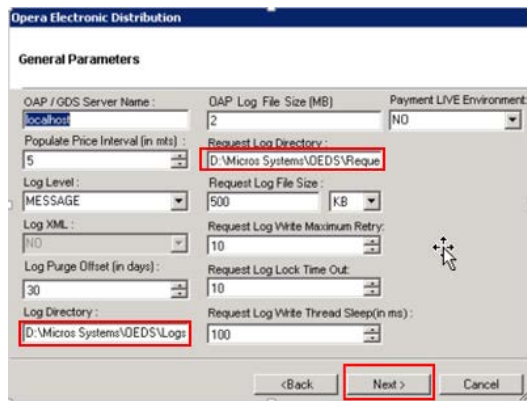 Opera Electronic Distribution
General Parameters
OAP / GDS Server Name :
localhost
Populate Price Interval (in mts) :
5
Log Level :
MESSAGE
Log XML :
NO
Log Purge Offset (in days) :
30
Log Directory :
D:\Micros Systems\OEDS\Logs
OAP Log File Size (MB)
2
Request Log Directory :
D:\Micros Systems\OEDS\Reque
Request Log File Size :
500
KB
Request Log Write Maximum Retry:
10
Request Log Lock Time Out:
10
Request Log Write Thread Sleep(in ms) :
100
Payment LIVE Environment:
NO
<Back
Next >
Cancel